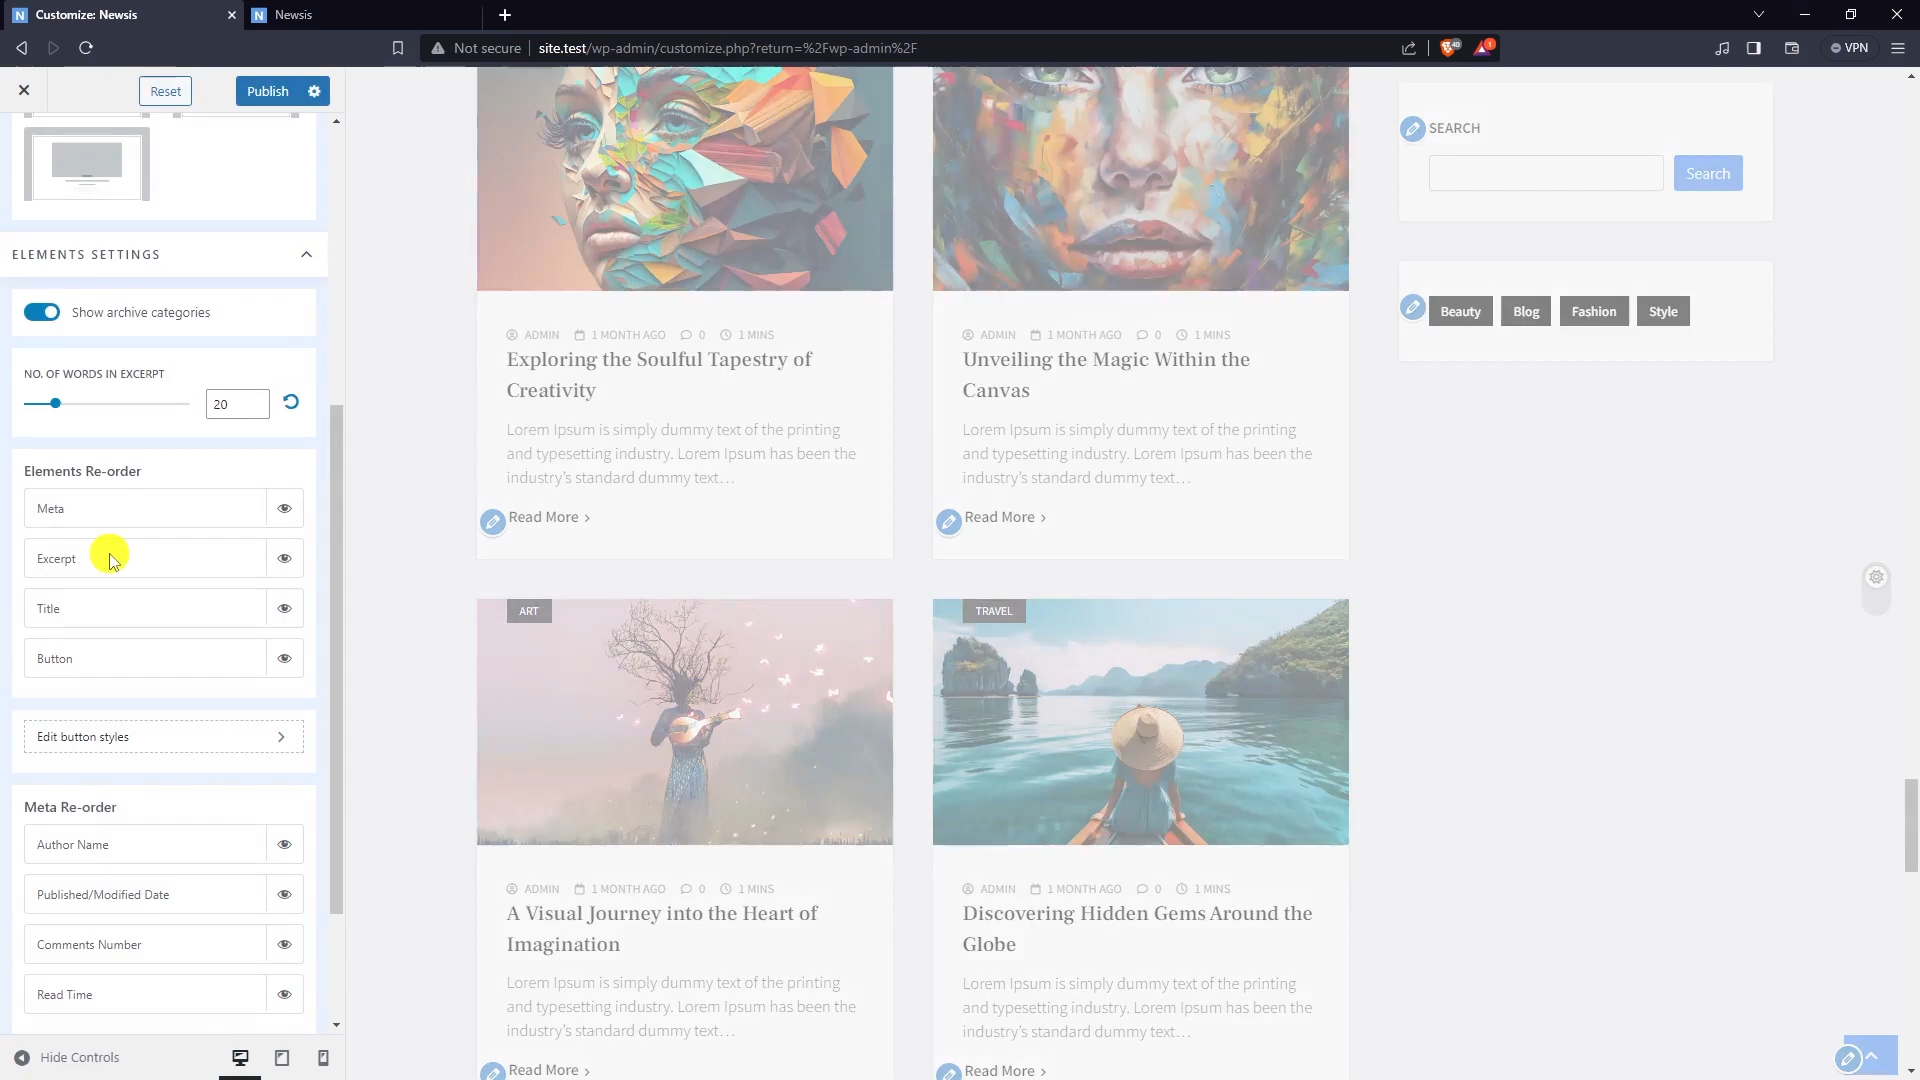 Customize: Newsis
Newsis
Not secure
site.test/wp-admin/customize.php?return=%2Fwp-admin%2F
VPN
Reset
Publish
ELEMENTS SETTINGS
Show archive categories
NO. OF WORDS IN EXCERPT
20
Elements Re-order
Meta
Excerpt
Title
Button
Edit button styles
Meta Re-order
Author Name
Published/Modified Date
Comments Number
Read Time
Hide Controls
ADMIN 1 MONTH AGO 0 1 MINS
Exploring the Soulful Tapestry of
Creativity
Lorem Ipsum is simply dummy text of the printing
and typesetting industry. Lorem Ipsum has been the
industry’s standard dummy text…
Read More
ADMIN 1 MONTH AGO 0 1 MINS
Unveiling the Magic Within the
Canvas
Lorem Ipsum is simply dummy text of the printing
and typesetting industry. Lorem Ipsum has been the
industry’s standard dummy text…
Read More
ART
ADMIN 1 MONTH AGO 0 1 MINS
A Visual Journey into the Heart of
Imagination
Lorem Ipsum is simply dummy text of the printing
and typesetting industry. Lorem Ipsum has been the
industry’s standard dummy text…
Read More
TRAVEL
ADMIN 1 MONTH AGO 0 1 MINS
Discovering Hidden Gems Around the
Globe
Lorem Ipsum is simply dummy text of the printing
and typesetting industry. Lorem Ipsum has been the
industry’s standard dummy text…
Read More
SEARCH
Search
Beauty Blog Fashion Style